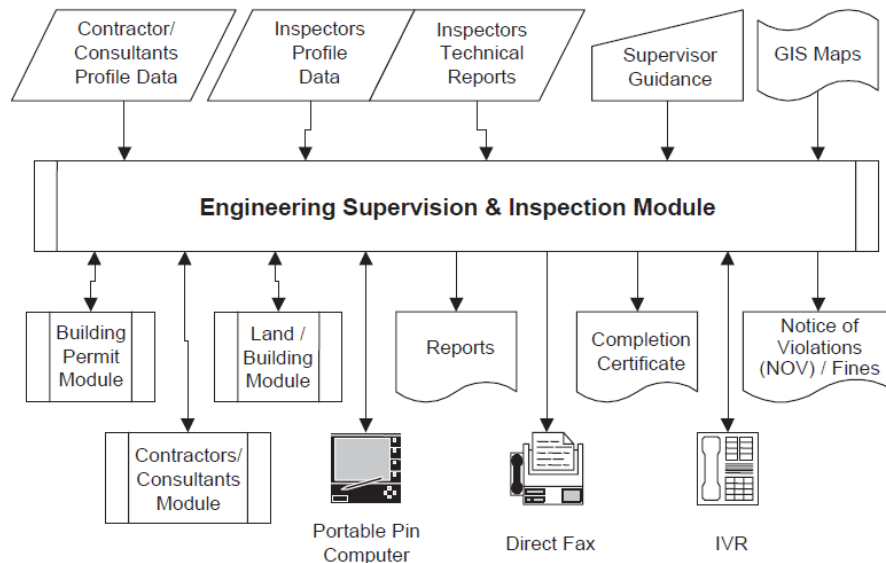 Contractor/
Consultants
Profile Data
Inspectors
Profile
Data
Inspectors
Technical
Reports
Supervisor
Guidance
GIS Maps
Engineering Supervision & Inspection Module
Building
Permit
Module
Land /
Building
Module
Reports
Completion
Certificate
Notice of
Violations
(NOV) / Fines
Contractors/
Consultants
Module
Portable Pin
Computer
Direct Fax
IVR